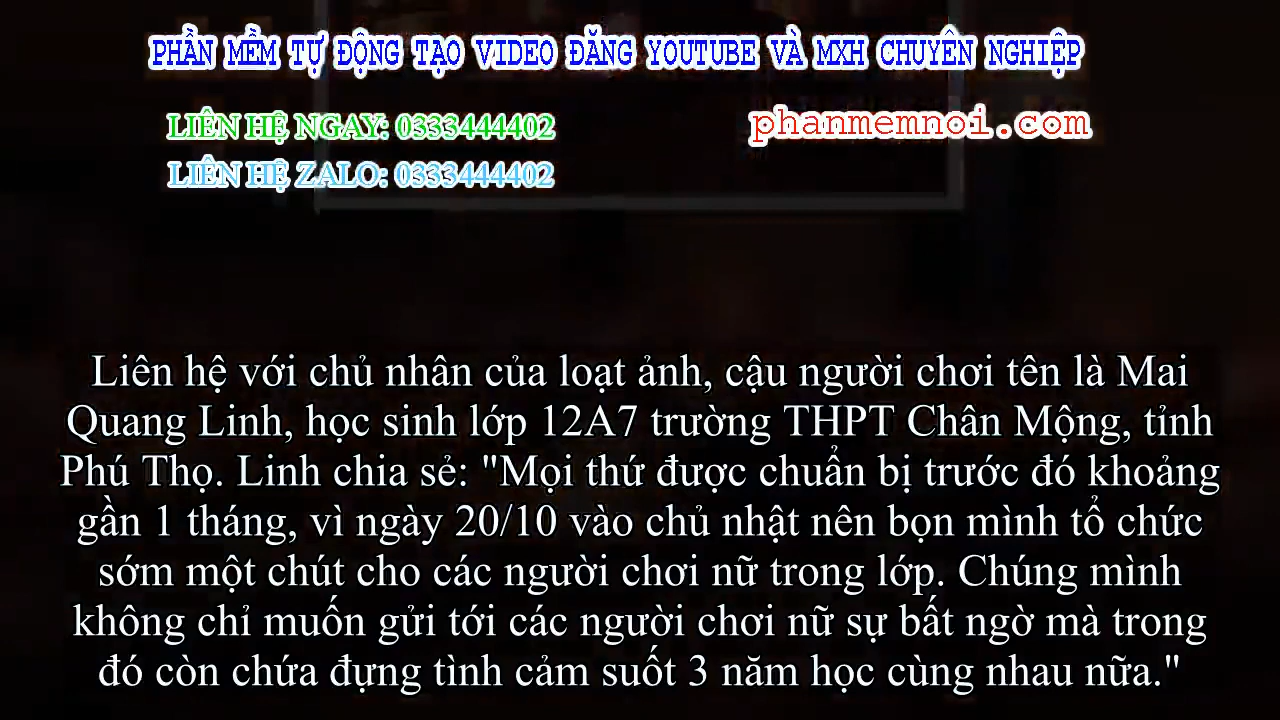 PHẦN MỀM TỰ ĐỘNG TẠO VIDEO ĐĂNG YOUTUBE VÀ MXH CHUYÊN NGHIỆP
LIÊN HỆ NGAY: 0333444402
phanmemnoi.com
LIÊN HỆ ZALO: 0333444402
Liên hệ với chủ nhân của loạt ảnh, cậu người chơi tên là Mai
Quang Linh, học sinh lớp 12A7 trường THPT Chân Mộng, tỉnh
Phú Thọ. Linh chia sẻ: "Mọi thứ được chuẩn bị trước đó khoảng
gần 1 tháng, vì ngày 20/10 vào chủ nhật nên bọn mình tổ chức
sớm một chút cho các người chơi nữ trong lớp. Chúng mình
không chỉ muốn gửi tới các người chơi nữ sự bất ngờ mà trong
đó còn chứa đựng tình cảm suốt 3 năm học cùng nhau nữa."